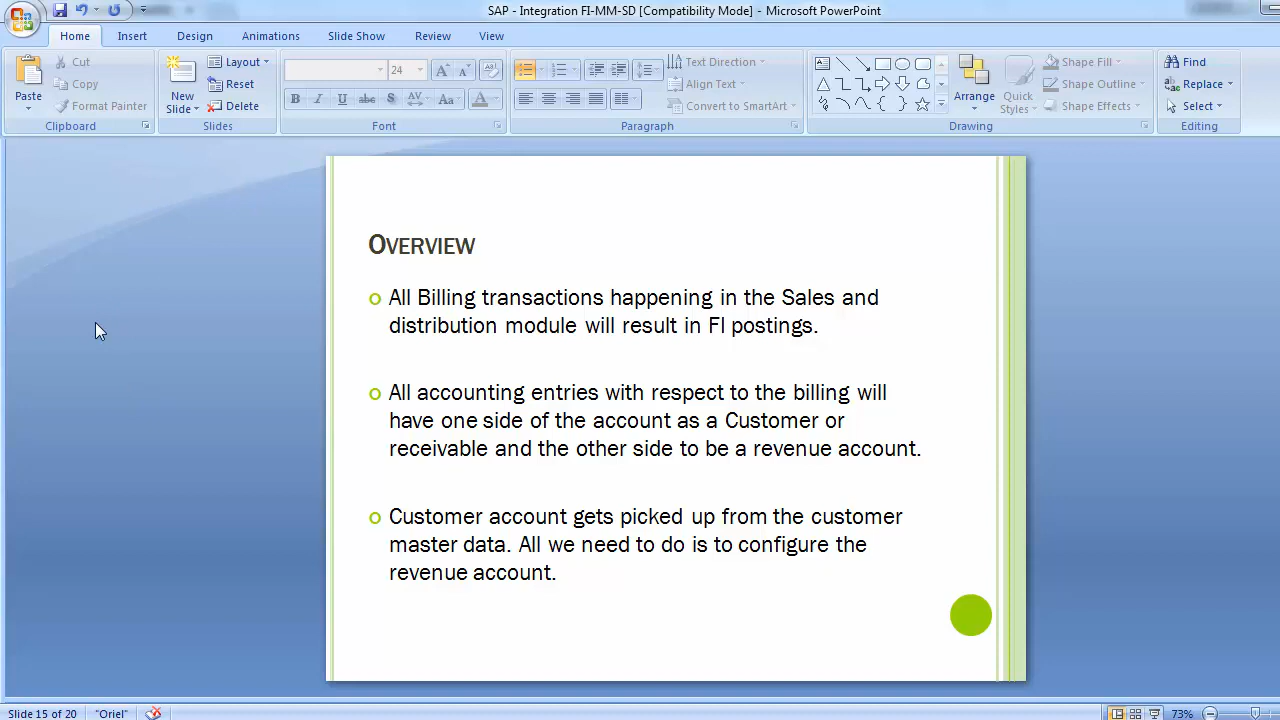 SAP - Integration FI-MM-SD [Compatibility Mode] - Microsoft PowerPoint
Home Insert Design Animations Slide Show Review View
Cut Layout 24 Text Direction Shape Fill Find
Copy Reset Align Text Shape Outline Replace
Paste Format Painter New Slide Delete Convert to SmartArt Arrange Quick Styles Shape Effects Select
Clipboard Slides Font Paragraph Drawing Editing
OVERVIEW
All Billing transactions happening in the Sales and
distribution module will result in FI postings.
All accounting entries with respect to the billing will
have one side of the account as a Customer or
receivable and the other side to be a revenue account.
Customer account gets picked up from the customer
master data. All we need to do is to configure the
revenue account.
Slide 15 of 20 "Oriel" 73%